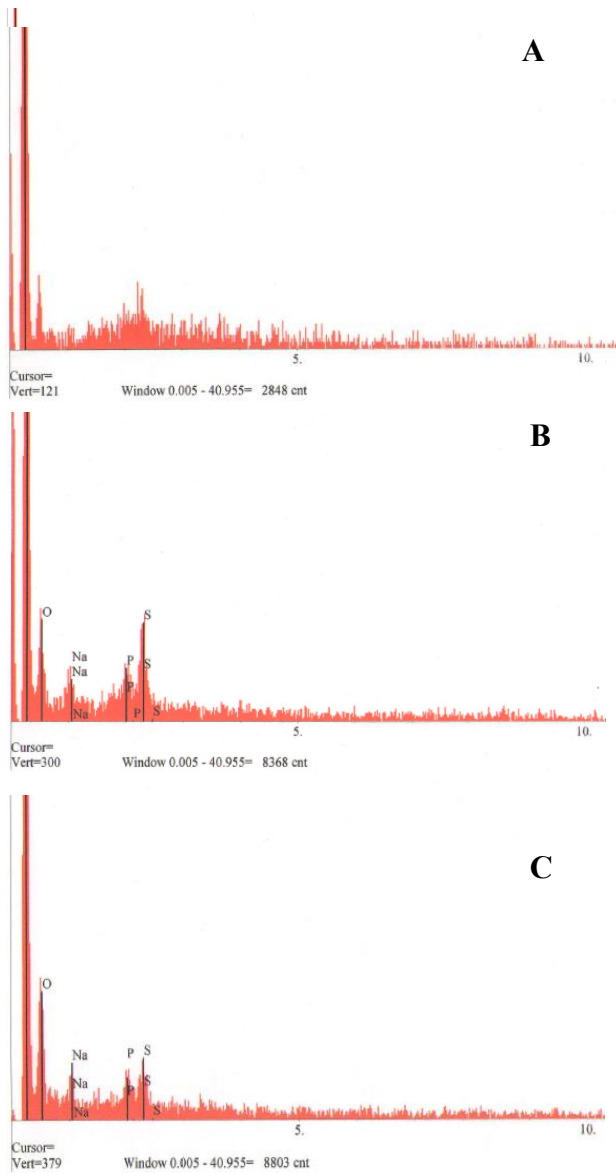 A
5. 10.
Cursor=
Vert=121 Window 0.005 - 40.955= 2848 cnt
B
O
S
Na
Na
P
S
P
Na
P
S
5. 10.
Cursor=
Vert=300 Window 0.005 - 40.955= 8368 cnt
C
O
Na P S
Na P S
Na S
5. 10.
Cursor=
Vert=379 Window 0.005 - 40.955= 8803 cnt